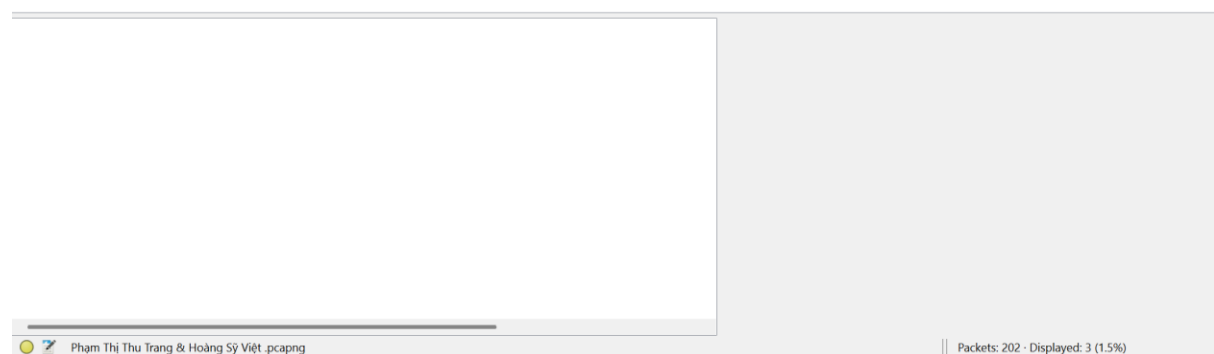 Phạm Thị Thu Trang & Hoàng Sỹ Việt .pcapng
Packets: 202 · Displayed: 3 (1.5%)